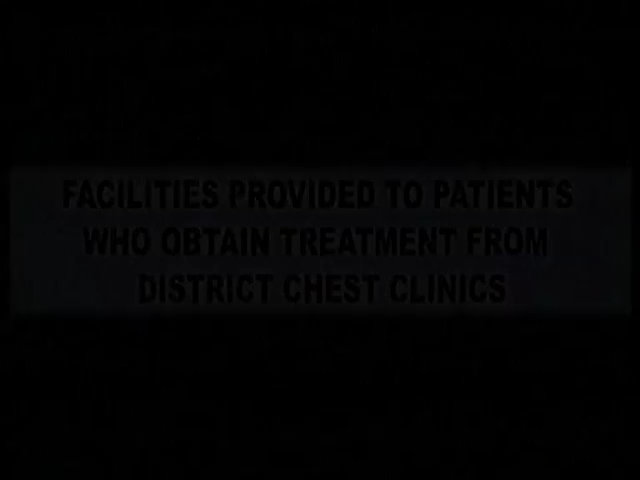 FACILITIES PROVIDED TO PATIENTS
WHO OBTAIN TREATMENT FROM
DISTRICT CHEST CLINICS